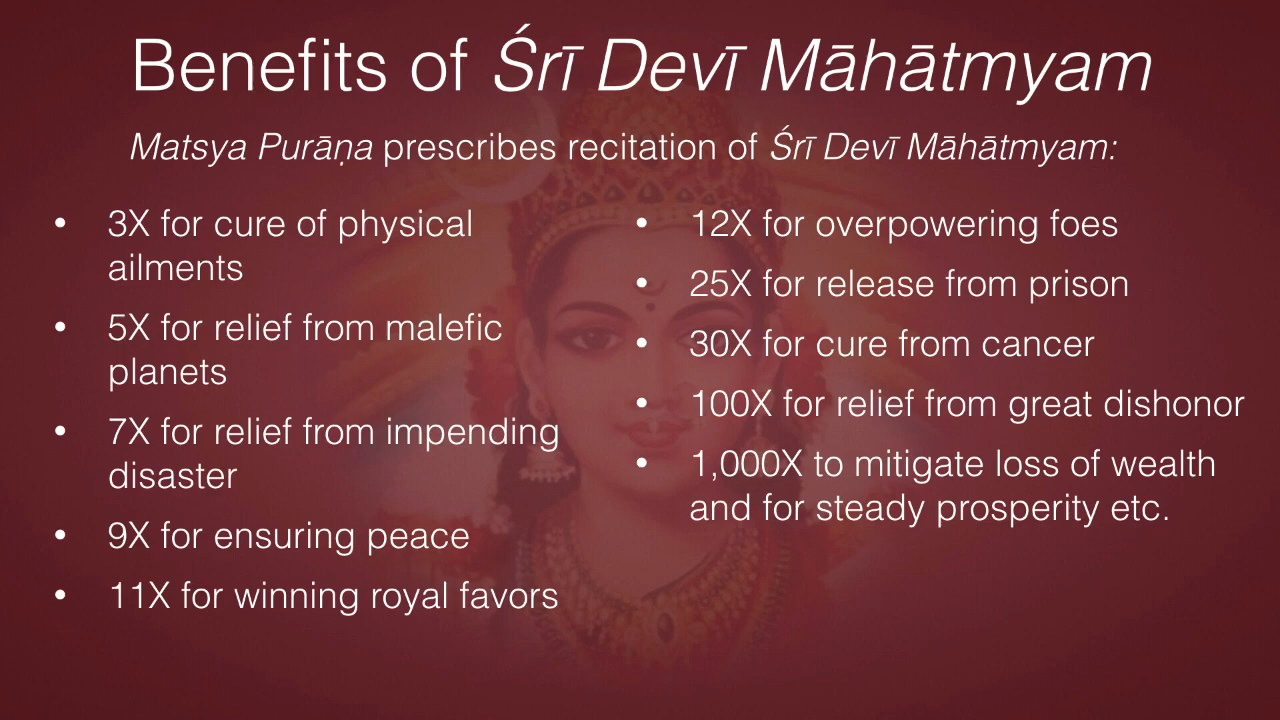 Benefits of Śrī Devī Māhātmyam
Matsya Purāṇa prescribes recitation of Śrī Devī Māhātmyam:
• 3X for cure of physical
ailments
• 5X for relief from malefic
planets
• 7X for relief from impending
disaster
• 9X for ensuring peace
• 11X for winning royal favors
• 12X for overpowering foes
• 25X for release from prison
• 30X for cure from cancer
• 100X for relief from great dishonor
• 1,000X to mitigate loss of wealth
and for steady prosperity etc.